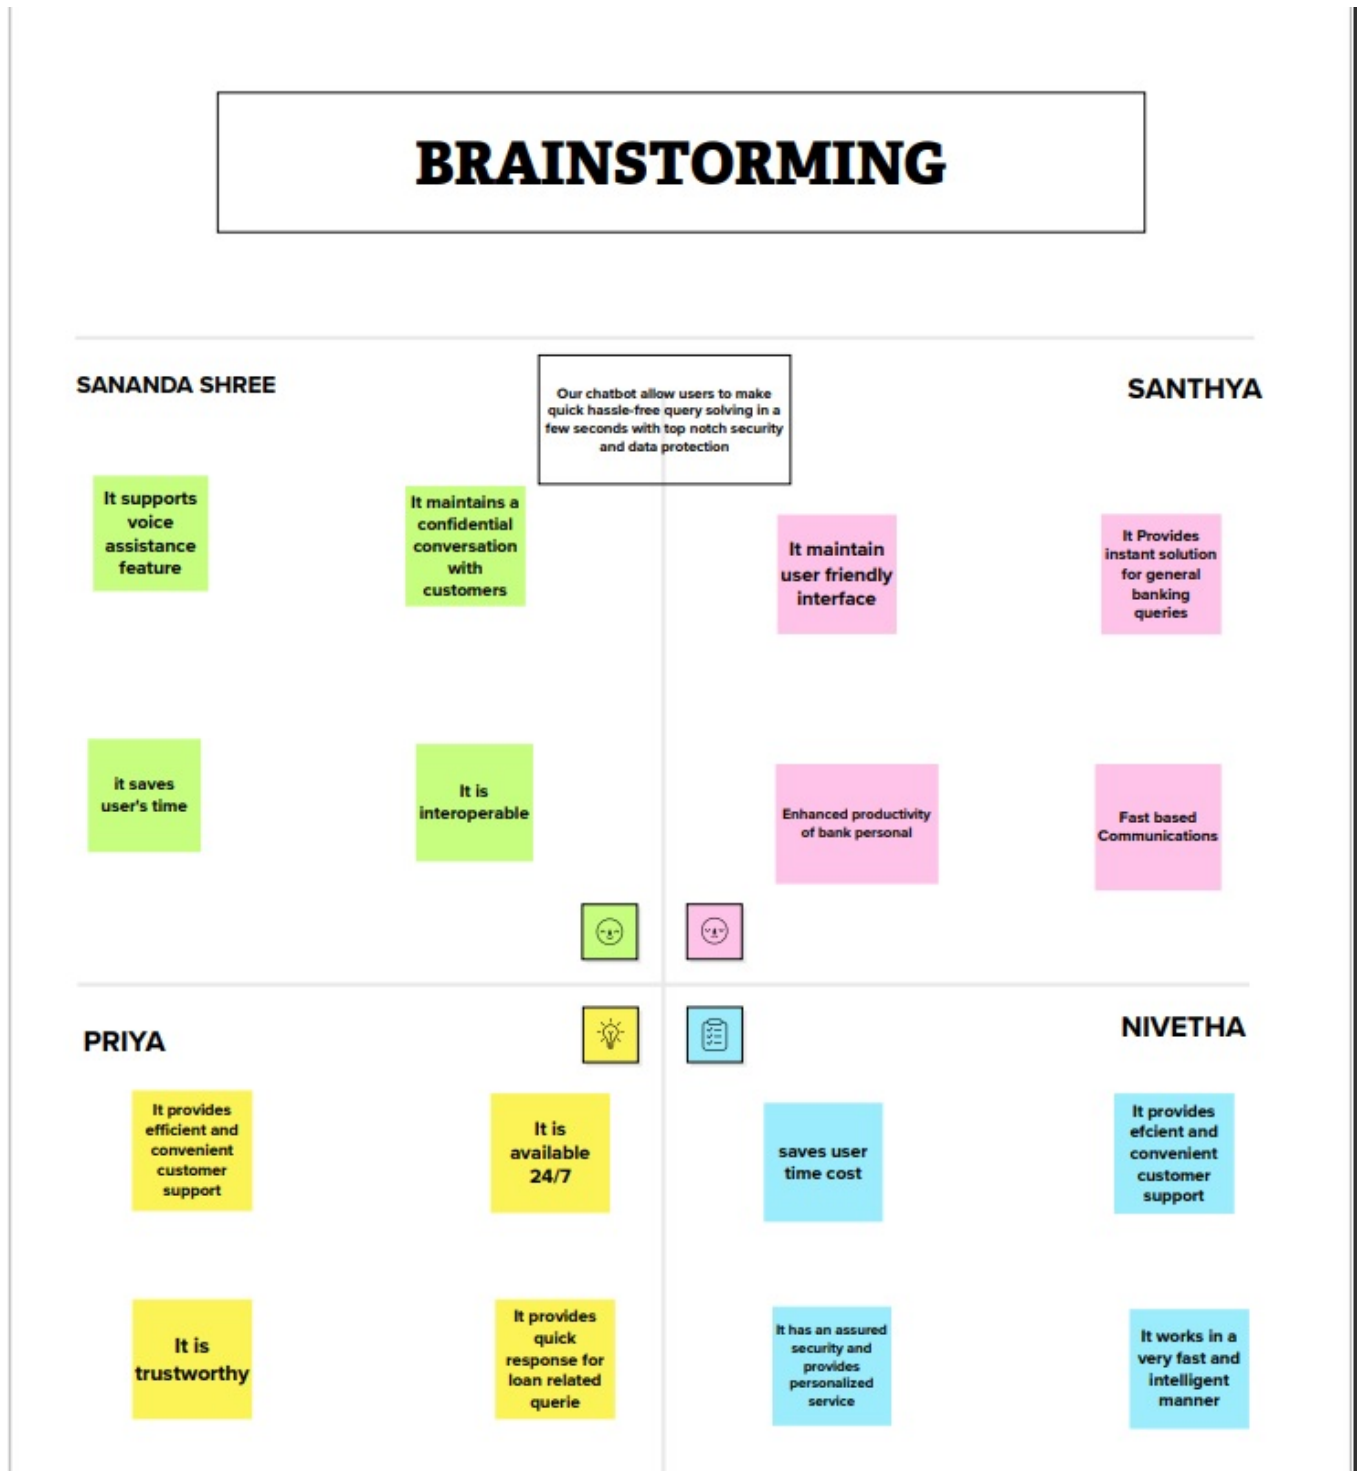 BRAINSTORMING
SANANDA SHREE
Our chatbot allow users to make
quick hassle-free query solving in a
few seconds with top notch security
and data protection
SANTHYA
It supports
voice
assistance
feature
It maintains a
confidential
conversation
with
customers
It maintain
user friendly
interface
It Provides
instant solution
for general
banking
queries
it saves
user's time
It is
interoperable
Enhanced productivity
of bank personal
Fast based
Communications
PRIYA
NIVETHA
It provides
efficient and
convenient
customer
support
It is
available
24/7
saves user
time cost
It provides
efcient and
convenient
customer
support
It is
trustworthy
It provides
quick
response for
loan related
querie
It has an assured
security and
provides
personalized
service
It works in a
very fast and
intelligent
manner